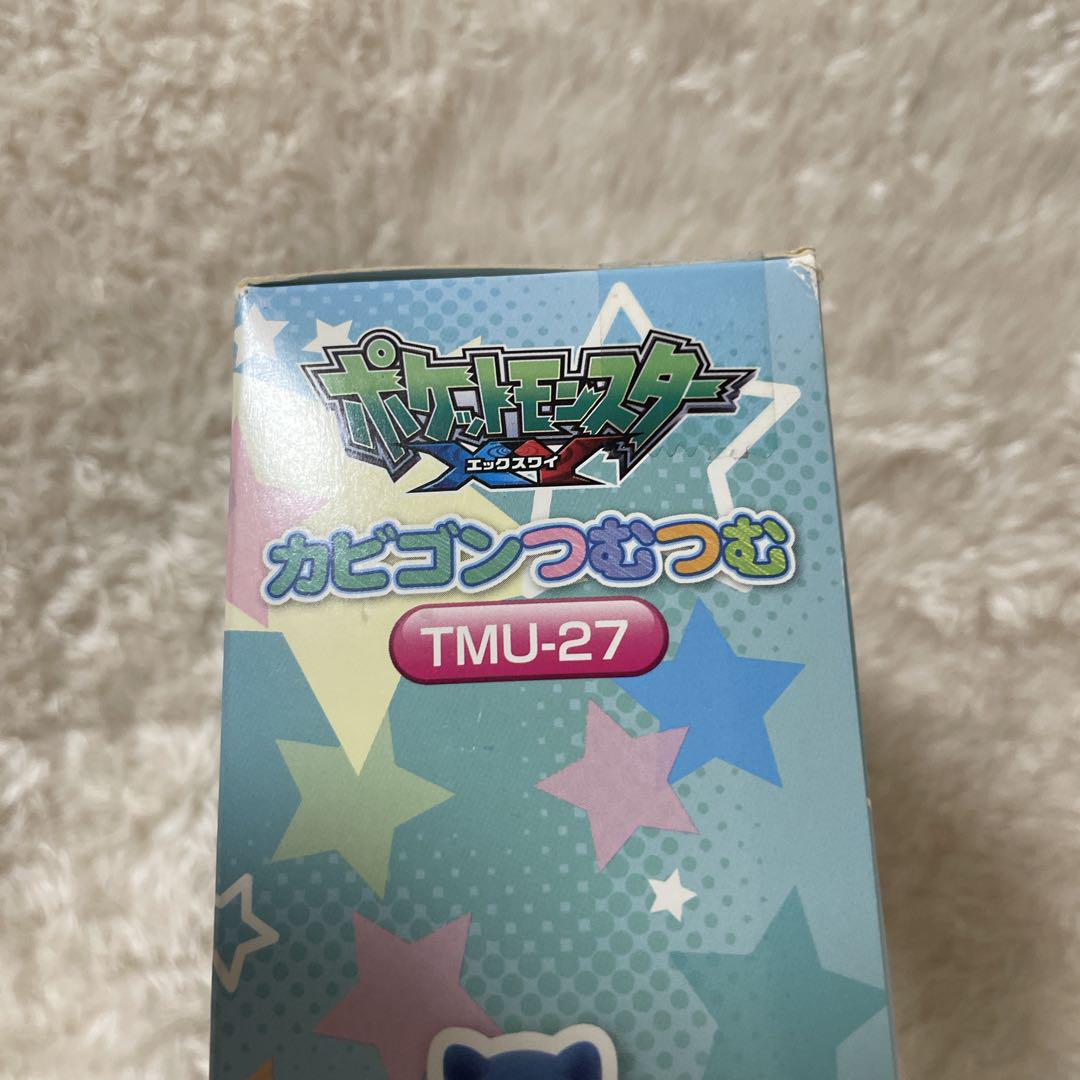 ポケットモンスター
XY
エックスワイ
カビゴンつむつむ
TMU-27